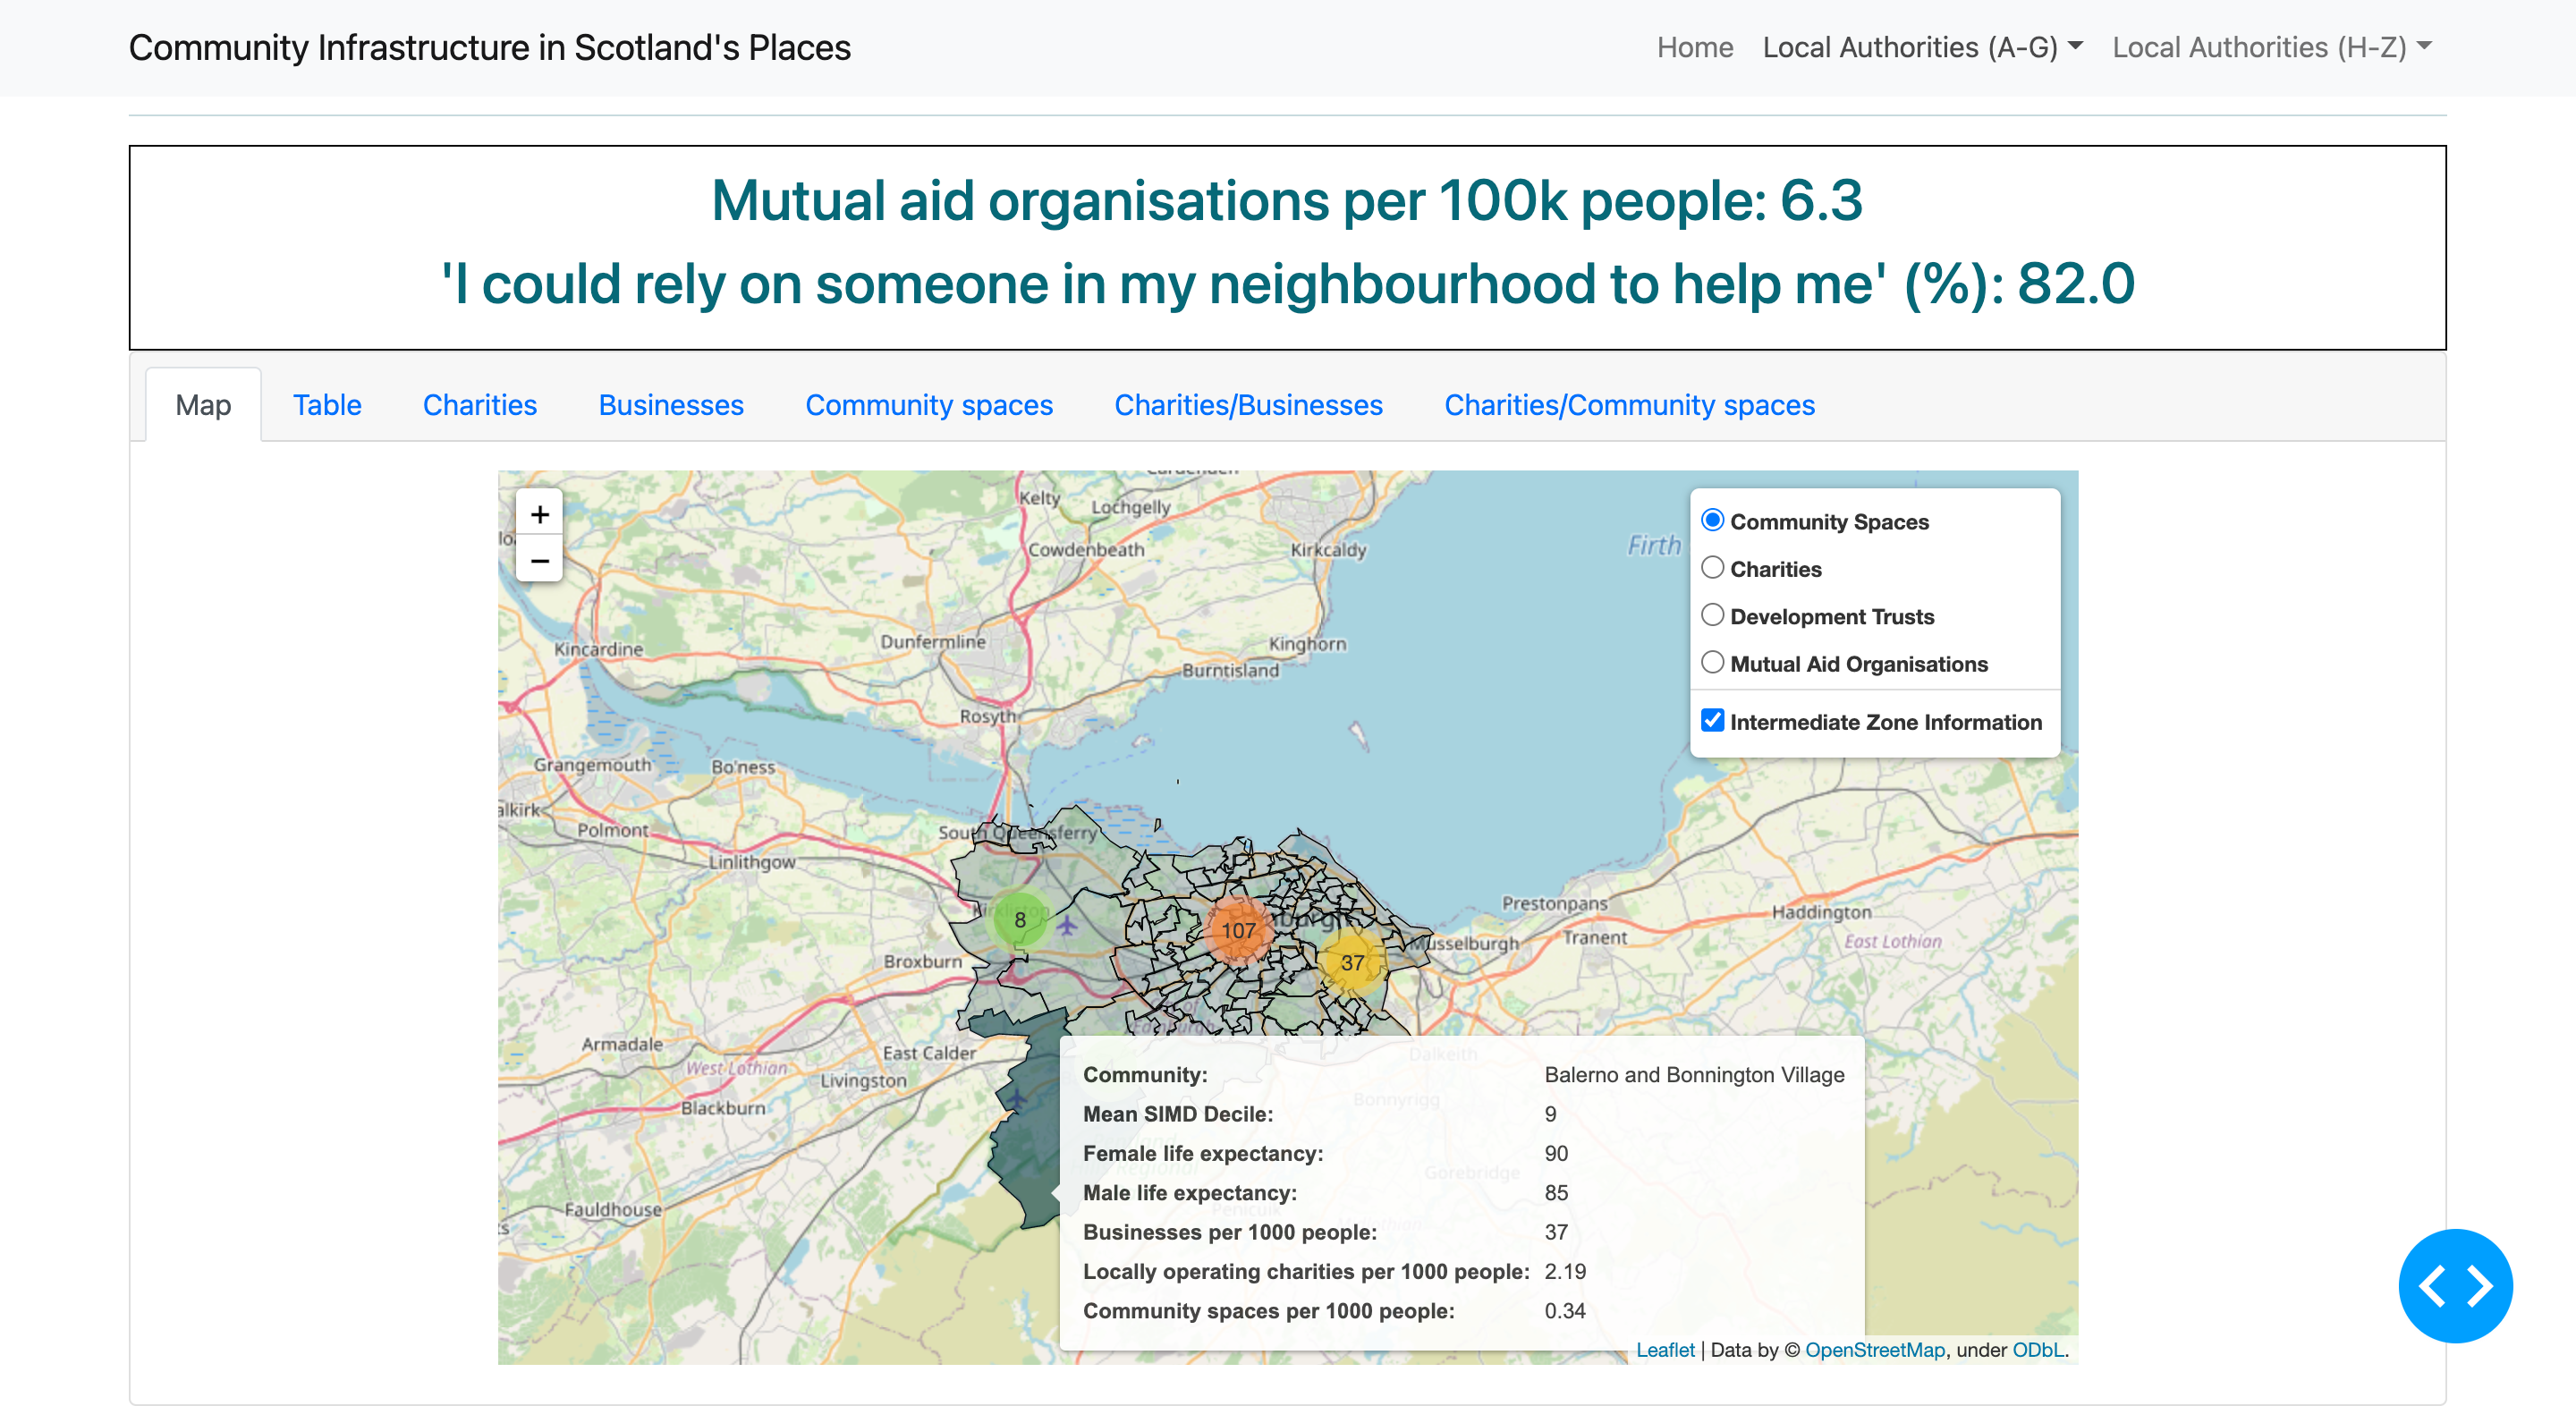 Community Infrastructure in Scotland's Places
Home Local Authorities (A-G) Local Authorities (H-Z)
Mutual aid organisations per 100k people: 6.3
'I could rely on someone in my neighbourhood to help me' (%): 82.0
Map Table Charities Businesses Community spaces Charities/Businesses Charities/Community spaces
+
−
Community Spaces
Charities
Development Trusts
Mutual Aid Organisations
Intermediate Zone Information
Kelty
Lochgelly
Cowdenbeath
Kirkcaldy
Firth
Dunfermline
Kinghorn
Kincardine
Burntisland
Rosyth
Grangemouth
Bo'ness
alkirk
Polmont
South Queensferry
Linlithgow
Kirkliston
8
107
37
Prestonpans
Haddington
Musselburgh
Tranent
East Lothian
Broxburn
Edinburgh
Armadale
East Calder
Dalkeith
West Lothian
Livingston
Blackburn
Bonnyrigg
Gorebridge
Penicuik
Fauldhouse
Community: Balerno and Bonnington Village
Mean SIMD Decile: 9
Female life expectancy: 90
Male life expectancy: 85
Businesses per 1000 people: 37
Locally operating charities per 1000 people: 2.19
Community spaces per 1000 people: 0.34
Leaflet | Data by © OpenStreetMap, under ODbL.